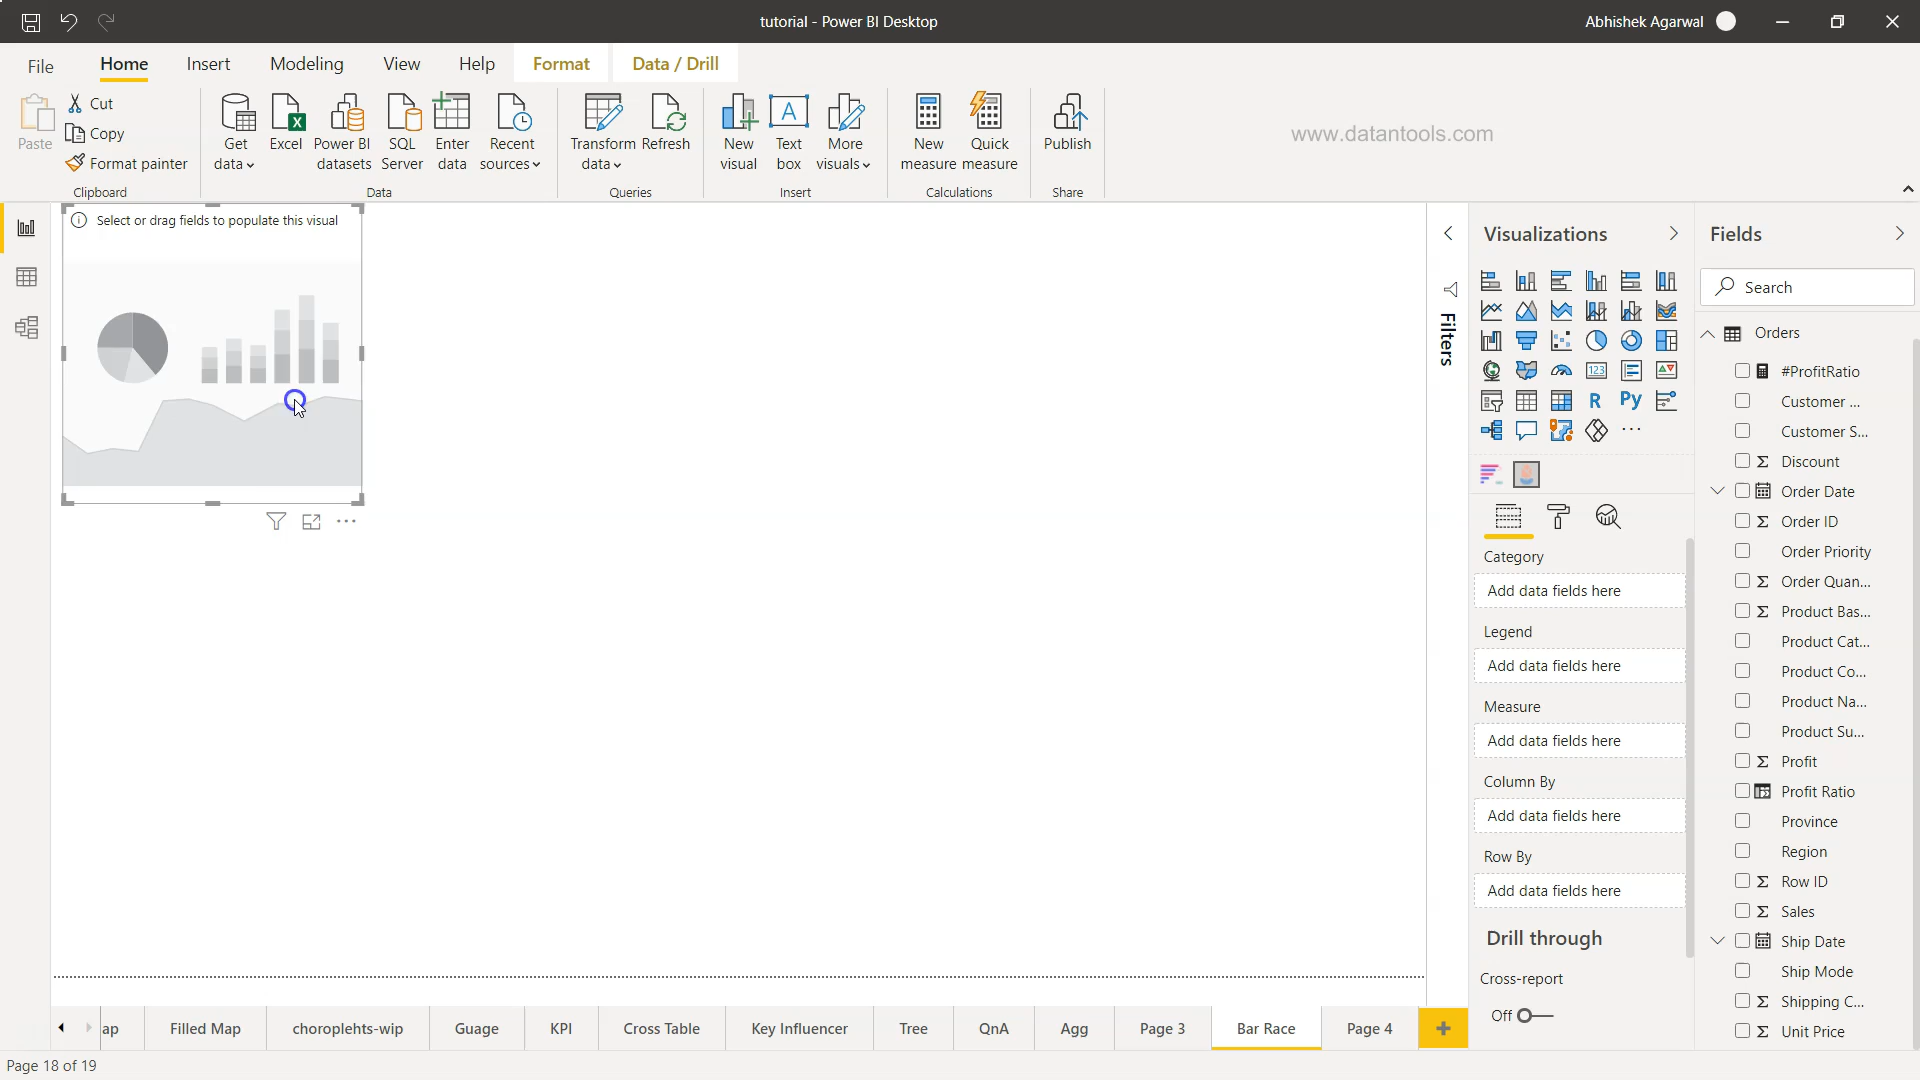 tutorial - Power BI Desktop
Abhishek Agarwal
File
Home
Insert
Modeling
View
Help
Format
Data / Drill
Paste
Cut
Copy
Format painter
Clipboard
Get data
Excel
Power BI datasets
SQL Server
Enter data
Recent sources
Data
Transform data
Refresh
Queries
New visual
Text box
More visuals
Insert
New measure
Quick measure
Calculations
Publish
Share
www.datantools.com
Select or drag fields to populate this visual
Filters
Visualizations
123
R
Py
Category
Add data fields here
Legend
Add data fields here
Measure
Add data fields here
Column By
Add data fields here
Row By
Add data fields here
Drill through
Cross-report
Off
Fields
Search
Orders
#ProfitRatio
Customer ...
Customer S...
Discount
Order Date
Order ID
Order Priority
Order Quan...
Product Bas...
Product Cat...
Product Co...
Product Na...
Product Su...
Profit
Profit Ratio
Province
Region
Row ID
Sales
Ship Date
Ship Mode
Shipping C...
Unit Price
ap
Filled Map
choroplehts-wip
Guage
KPI
Cross Table
Key Influencer
Tree
QnA
Agg
Page 3
Bar Race
Page 4
Page 18 of 19